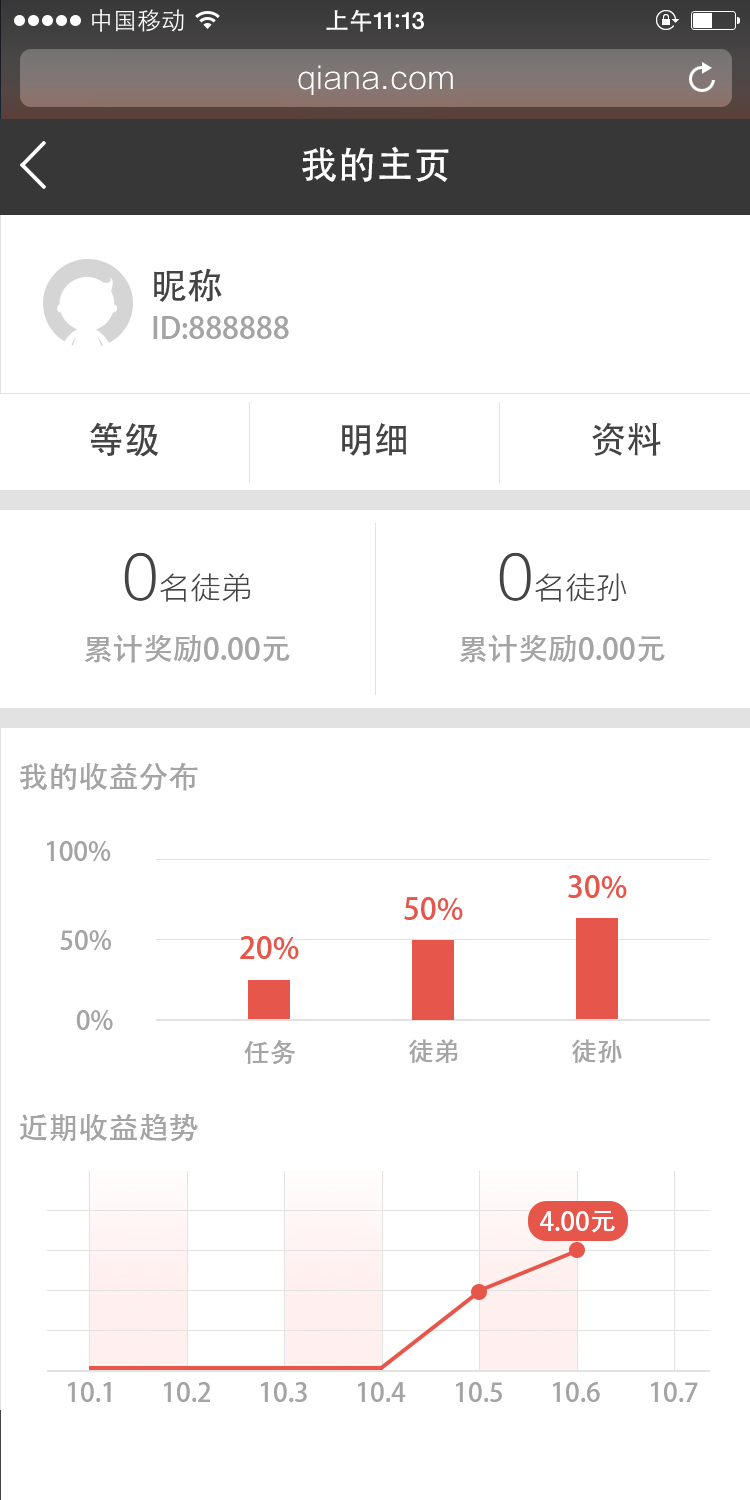 中国移动 上午11:13
qiana.com
我的主页
昵称
ID:888888
等级 明细 资料
0名徒弟 0名徒孙
累计奖励0.00元 累计奖励0.00元
我的收益分布
100%
30%
50%
50%
20%
0%
任务 徒弟 徒孙
近期收益趋势
4.00元
10.1 10.2 10.3 10.4 10.5 10.6 10.7